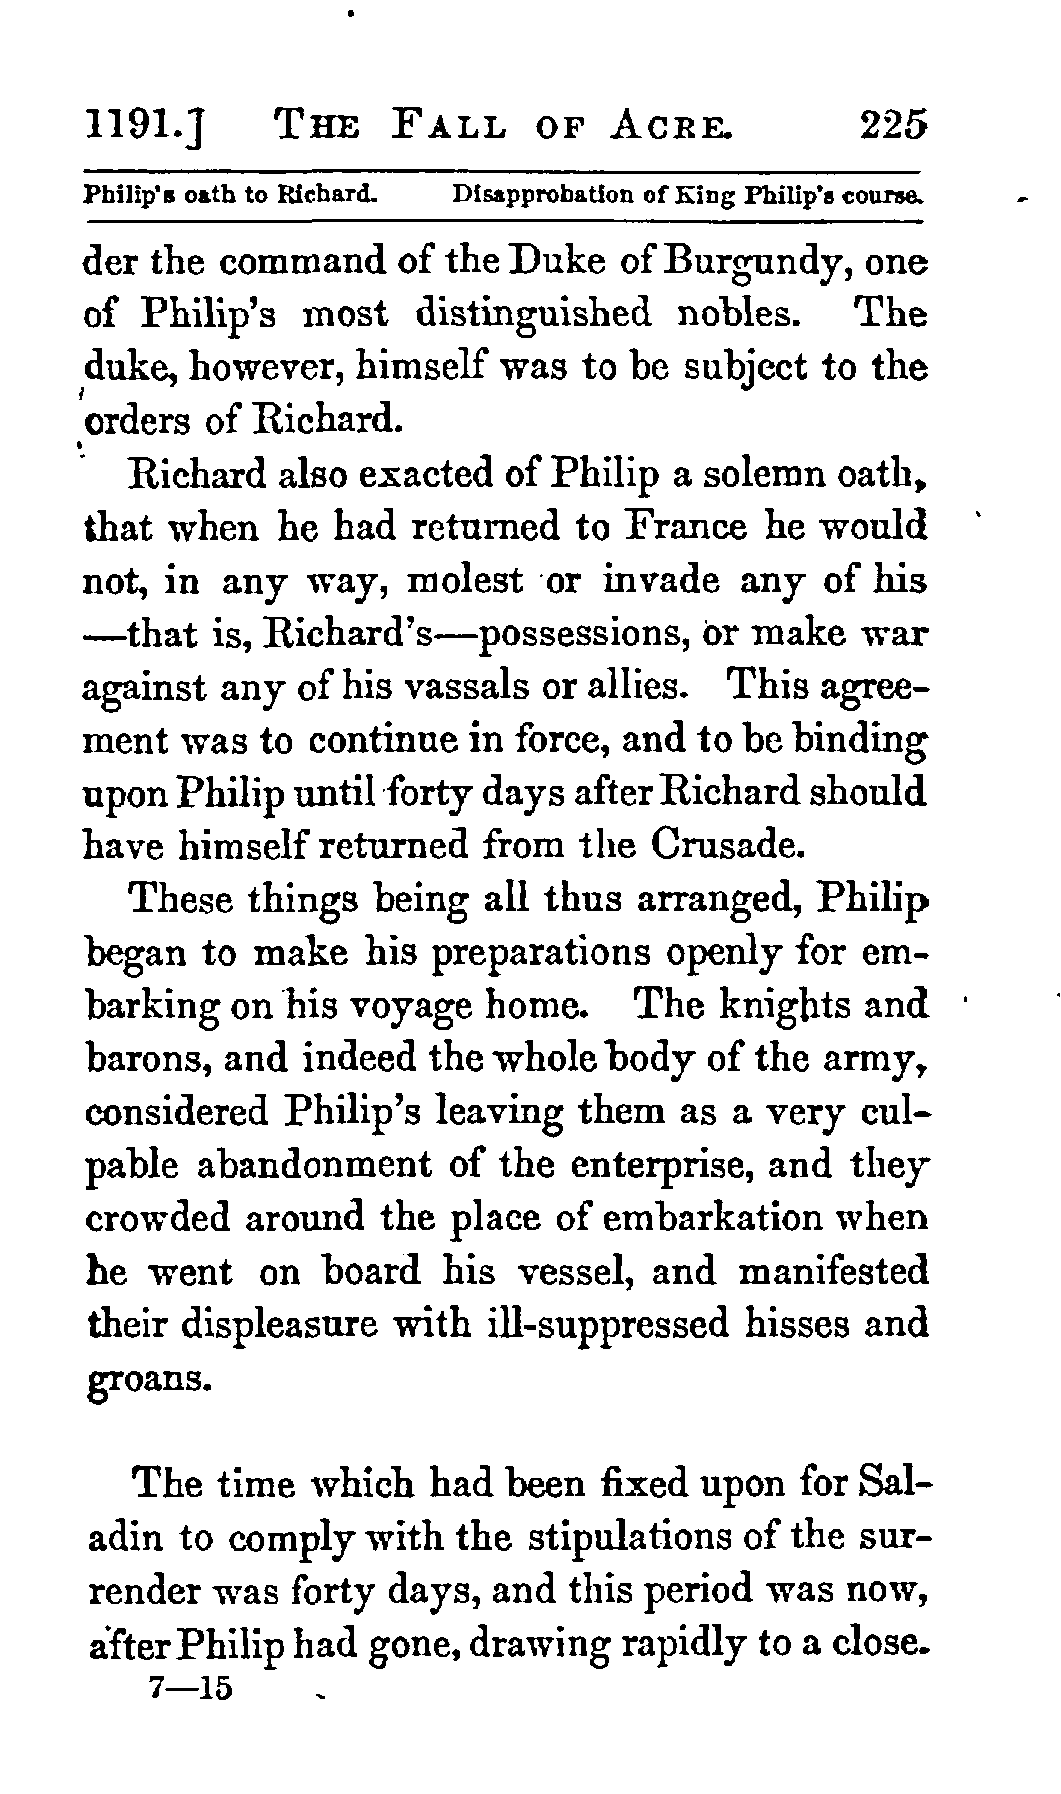 1191.] THE FALL OF ACRE. 225
Philip's oath to Richard. Disapprobation of King Philip's course.
der the command of the Duke of Burgundy, one
of Philip's most distinguished nobles. The
duke, however, himself was to be subject to the
orders of Richard.
Richard also exacted of Philip a solemn oath,
that when he had returned to France he would
not, in any way, molest or invade any of his
—that is, Richard's—possessions, or make war
against any of his vassals or allies. This agree-
ment was to continue in force, and to be binding
upon Philip until forty days after Richard should
have himself returned from the Crusade.
These things being all thus arranged, Philip
began to make his preparations openly for em-
barking on his voyage home. The knights and
barons, and indeed the whole body of the army,
considered Philip's leaving them as a very cul-
pable abandonment of the enterprise, and they
crowded around the place of embarkation when
he went on board his vessel, and manifested
their displeasure with ill-suppressed hisses and
groans.
The time which had been fixed upon for Sal-
adin to comply with the stipulations of the sur-
render was forty days, and this period was now,
after Philip had gone, drawing rapidly to a close.
7—15